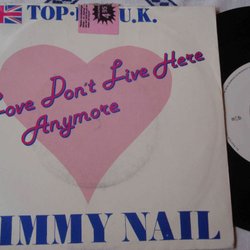 TOP- U.K.
Love Don't Live Here
Anymore
IMMY NAIL